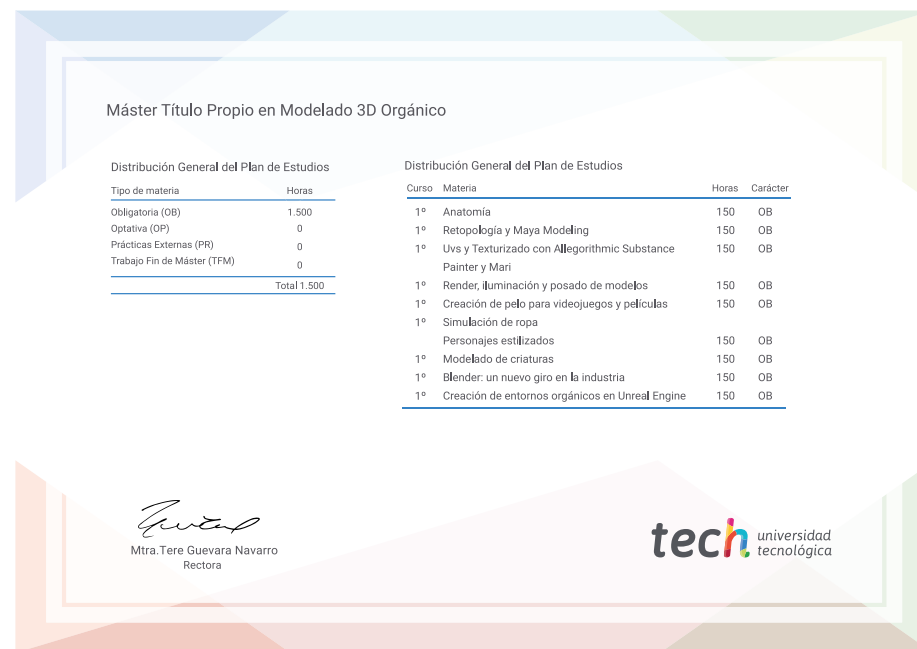 Máster Título Propio en Modelado 3D Orgánico
Distribución General del Plan de Estudios
Tipo de materia Horas
Obligatoria (OB) 1.500
Optativa (OP) 0
Prácticas Externas (PR) 0
Trabajo Fin de Máster (TFM) 0
Total 1.500
Distribución General del Plan de Estudios
Curso Materia Horas Carácter
1º Anatomía 150 OB
1º Retopología y Maya Modeling 150 OB
1º Uvs y Texturizado con Allegorithmic Substance 150 OB
Painter y Mari
1º Render, iluminación y posado de modelos 150 OB
1º Creación de pelo para videojuegos y películas 150 OB
1º Simulación de ropa
Personajes estilizados 150 OB
1º Modelado de criaturas 150 OB
1º Blender: un nuevo giro en la industria 150 OB
1º Creación de entornos orgánicos en Unreal Engine 150 OB
Mtra.Tere Guevara Navarro
Rectora
tech universidad
tecnológica